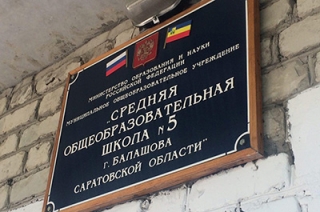 МИНИСТЕРСТВО ОБРАЗОВАНИЯ И НАУКИ
РОССИЙСКОЙ ФЕДЕРАЦИИ
МУНИЦИПАЛЬНОЕ ОБЩЕОБРАЗОВАТЕЛЬНОЕ УЧРЕЖДЕНИЕ
"СРЕДНЯЯ
ОБЩЕОБРАЗОВАТЕЛЬНАЯ
ШКОЛА №5
Г. БАЛАШОВА
САРАТОВСКОЙ ОБЛАСТИ"